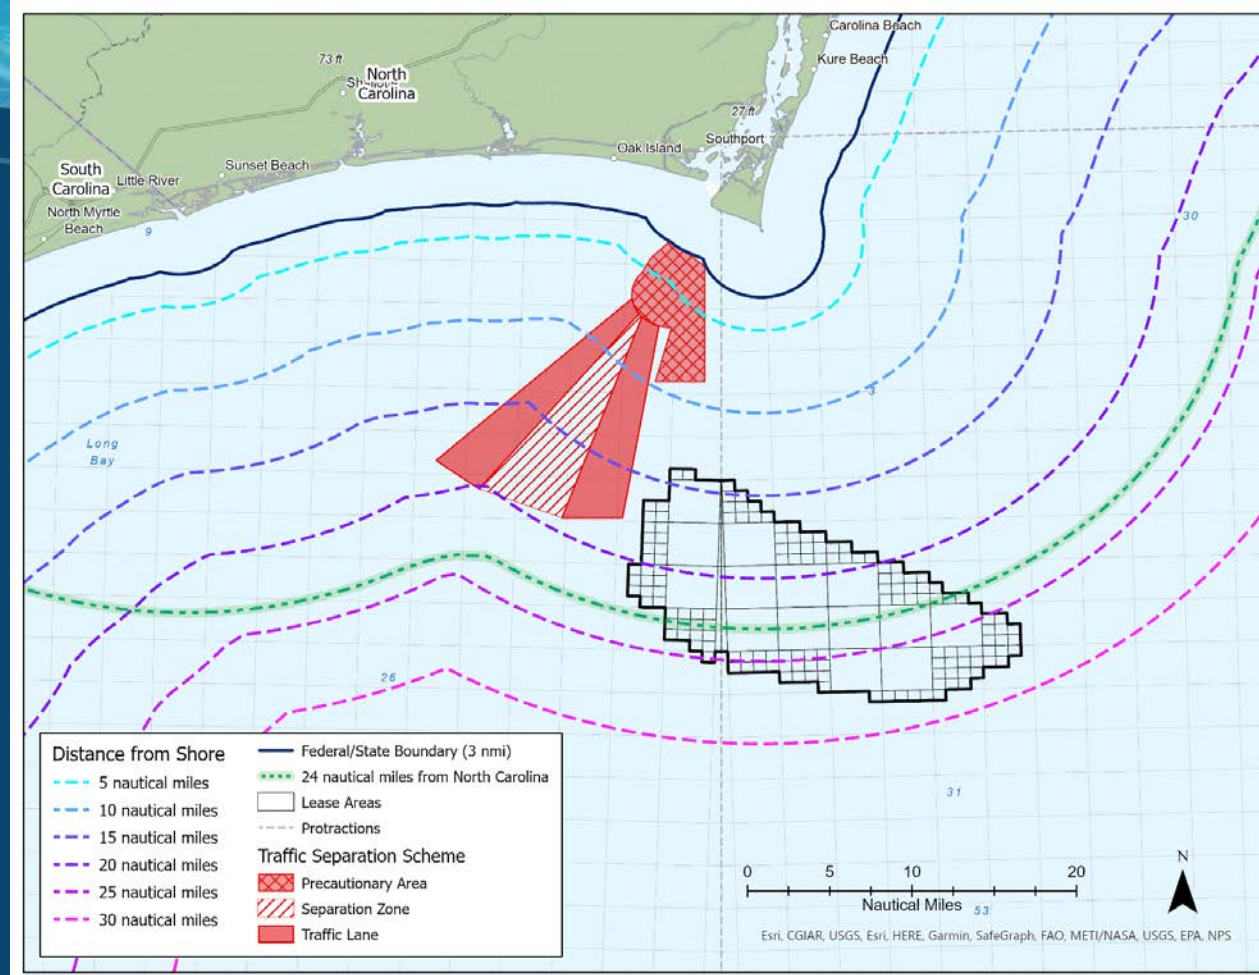 Carolina Beach
Kure Beach
73 ft
North
Carolina
27 ft
Oak Island
Southport
South
Carolina
Little River
Sunset Beach
North Myrtle
Beach
9
30
3
Long
Bay
26
31
53
Distance from Shore
5 nautical miles
10 nautical miles
15 nautical miles
20 nautical miles
25 nautical miles
30 nautical miles
Federal/State Boundary (3 nmi)
24 nautical miles from North Carolina
Lease Areas
Protractions
Traffic Separation Scheme
Precautionary Area
Separation Zone
Traffic Lane
N
0 5 10 20
Nautical Miles
Esri, CGIAR, USGS, Esri, HERE, Garmin, SafeGraph, FAO, METI/NASA, USGS, EPA, NPS